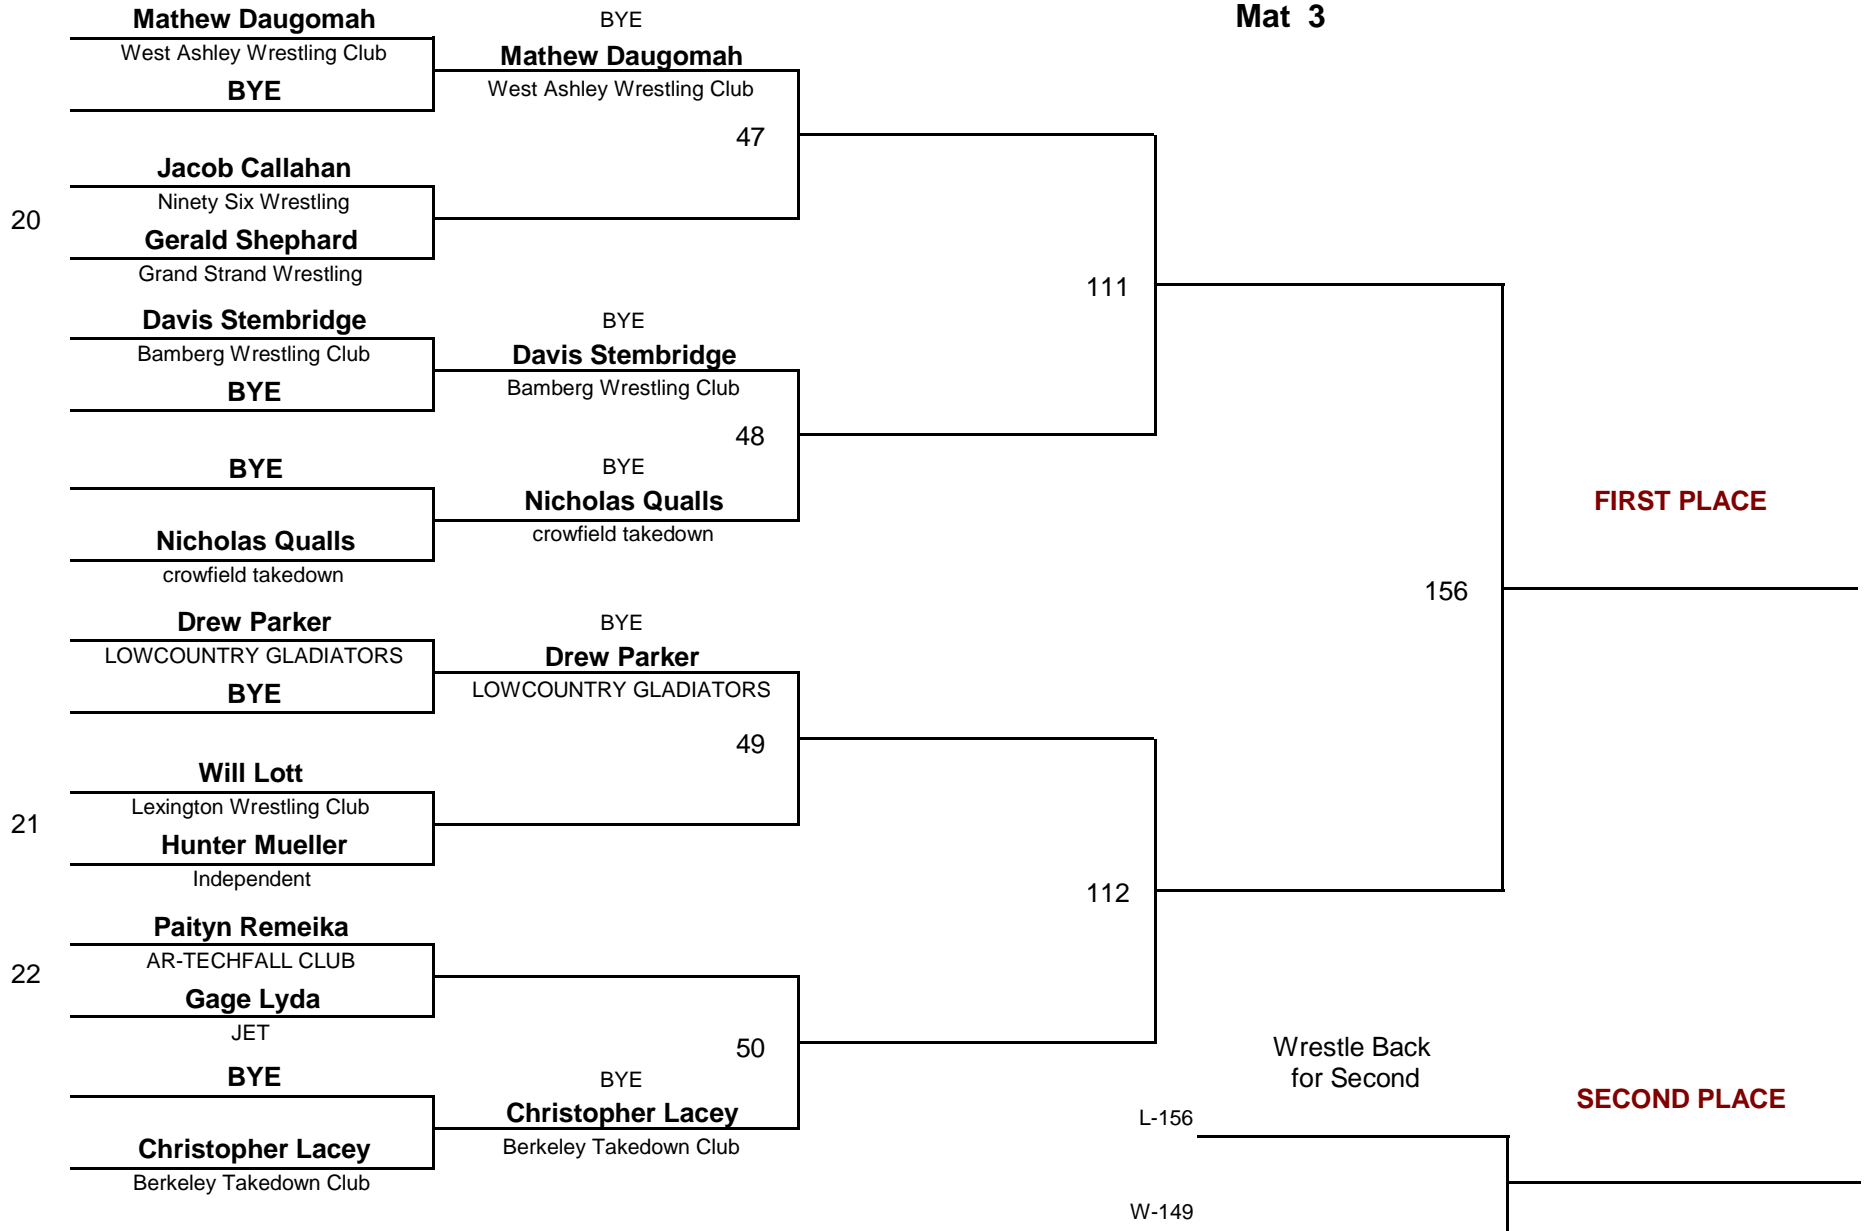 Mat 3
Mathew Daugomah
West Ashley Wrestling Club
BYE
20
Jacob Callahan
Ninety Six Wrestling
Gerald Shephard
Grand Strand Wrestling
Davis Stembridge
Bamberg Wrestling Club
BYE
BYE
Nicholas Qualls
crowfield takedown
Drew Parker
LOWCOUNTRY GLADIATORS
BYE
21
Will Lott
Lexington Wrestling Club
Hunter Mueller
Independent
22
Paityn Remeika
AR-TECHFALL CLUB
Gage Lyda
JET
BYE
Christopher Lacey
Berkeley Takedown Club
BYE
Mathew Daugomah
West Ashley Wrestling Club
47
BYE
Davis Stembridge
Bamberg Wrestling Club
48
BYE
Nicholas Qualls
crowfield takedown
BYE
Drew Parker
LOWCOUNTRY GLADIATORS
49
50
BYE
Christopher Lacey
Berkeley Takedown Club
111
112
156
FIRST PLACE
Wrestle Back
for Second
L-156
W-149
SECOND PLACE